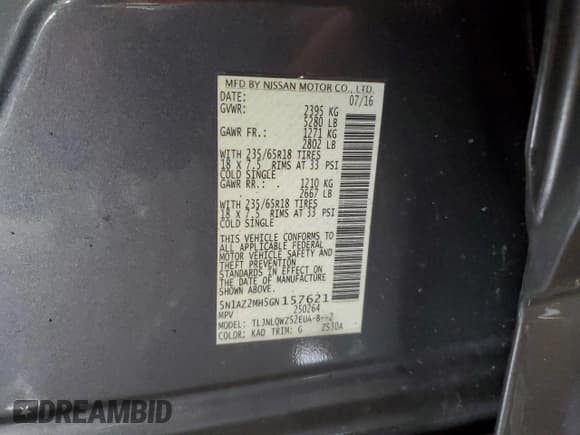 MFD BY NISSAN MOTOR CO., LTD.
DATE: 07/16
GVWR: 2395 KG
5280 LB
GAWR FR.: 1271 KG
2802 LB
WITH 235/65R18 TIRES
18 X 7.5 RIMS AT 33 PSI
COLD SINGLE
GAWR RR.: 1210 KG
2667 LB
WITH 235/65R18 TIRES
18 X 7.5 RIMS AT 33 PSI
COLD SINGLE
THIS VEHICLE CONFORMS TO
ALL APPLICABLE FEDERAL
MOTOR VEHICLE SAFETY AND
THEFT PREVENTION
STANDARDS IN EFFECT ON
THE DATE OF MANUFACTURE
SHOWN ABOVE.
5N1AZ2MH5GN157621
MPV 250264
MODEL:
COLOR: KAD TRIM: G Z530A
DREAMBID